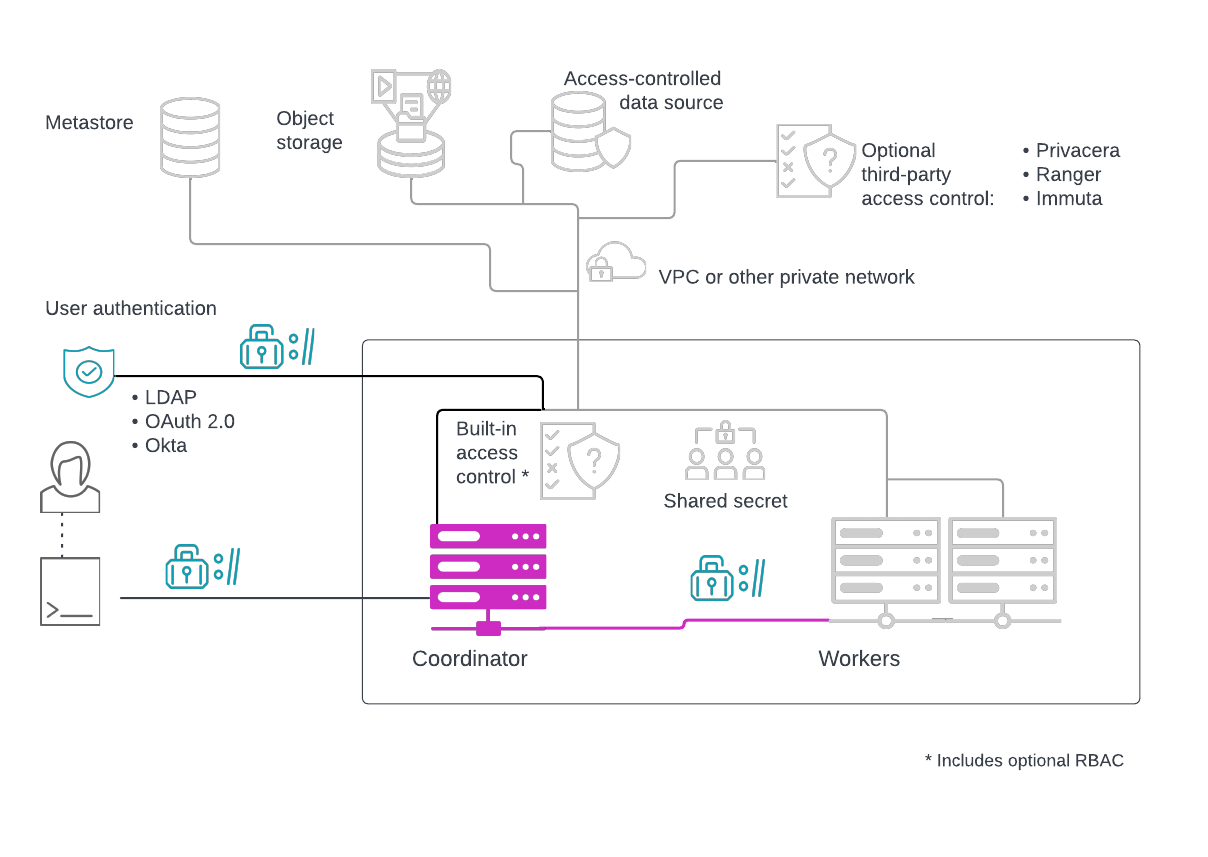 Access-controlled
data source
Metastore
Object
storage
Optional
third-party
access control:
• Privacera
• Ranger
• Immuta
VPC or other private network
User authentication
• LDAP
• OAuth 2.0
• Okta
Built-in
access
control *
Shared secret
Coordinator
Workers
* Includes optional RBAC